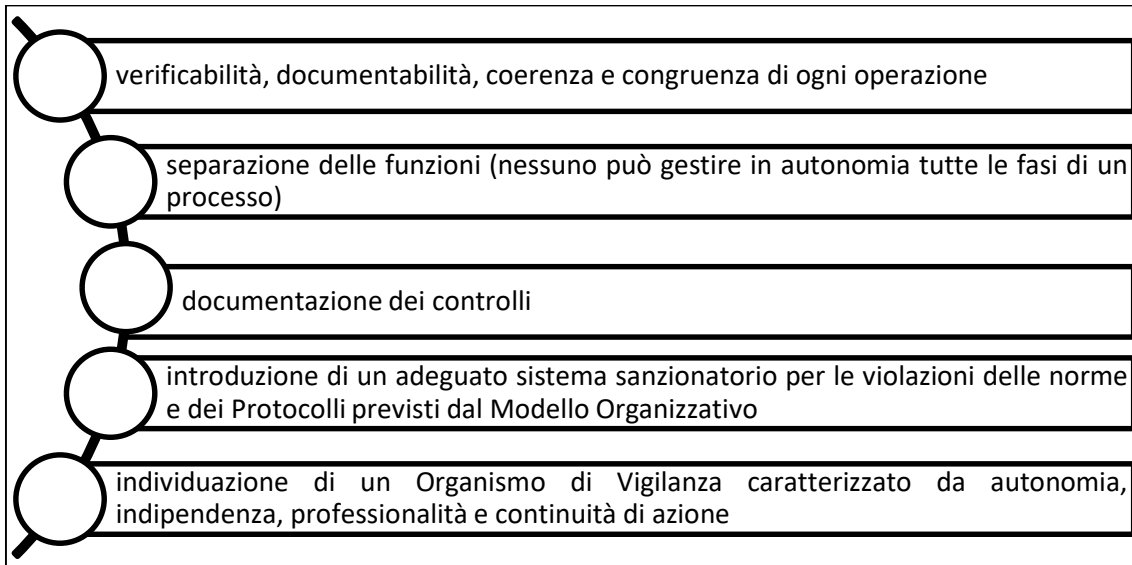 verificabilità, documentabilità, coerenza e congruenza di ogni operazione
separazione delle funzioni (nessuno può gestire in autonomia tutte le fasi di un
processo)
documentazione dei controlli
introduzione di un adeguato sistema sanzionatorio per le violazioni delle norme
e dei Protocolli previsti dal Modello Organizzativo
individuazione di un Organismo di Vigilanza caratterizzato da autonomia,
indipendenza, professionalità e continuità di azione